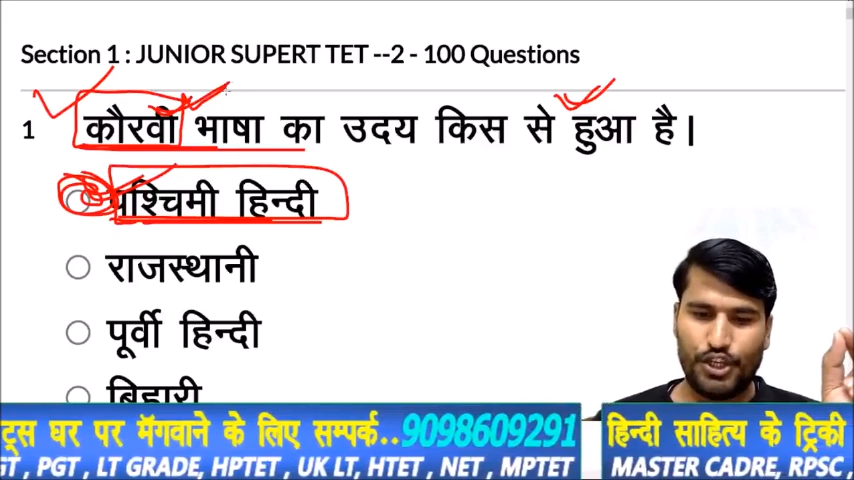 Section 1 : JUNIOR SUPERT TET --2 - 100 Questions
1 कौरवी भाषा का उदय किस से हुआ है।
पश्चिमी हिन्दी
राजस्थानी
पूर्वी हिन्दी
बिहारी
ट्स घर पर मॅगवाने के लिए सम्पर्क..9098609291
हिन्दी साहित्य के ट्रिकी
GT , PGT , LT GRADE, HPTET , UK LT, HTET , NET , MPTET
MASTER CADRE, RPSC ,